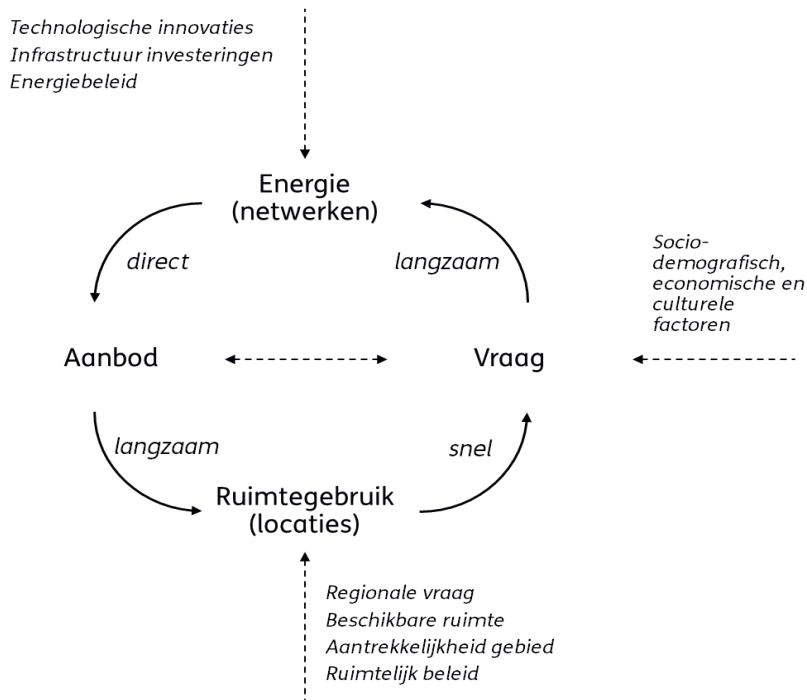 Technologische innovaties
Infrastructuur investeringen
Energiebeleid
Energie
(netwerken)
direct
langzaam
Socio-
demografisch,
economische en
culturele
factoren
Aanbod
Vraag
langzaam
snel
Ruimtegebruik
(locaties)
Regionale vraag
Beschikbare ruimte
Aantrekkelijkheid gebied
Ruimtelijk beleid